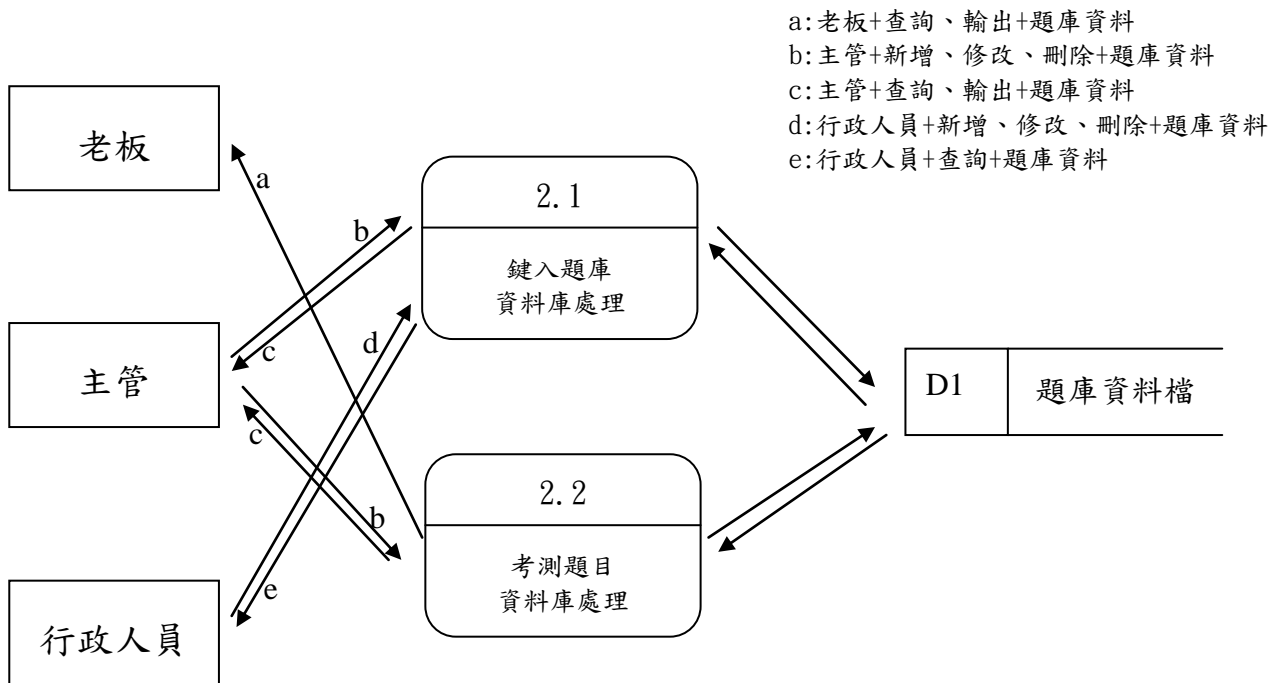 a:老板+查詢、輸出+題庫資料
b:主管+新增、修改、刪除+題庫資料
c:主管+查詢、輸出+題庫資料
d:行政人員+新增、修改、刪除+題庫資料
e:行政人員+查詢+題庫資料
老板
a
2.1
鍵入題庫
資料庫處理
b
c
d
主管
D1
題庫資料檔
c
b
2.2
考測題目
資料庫處理
e
行政人員